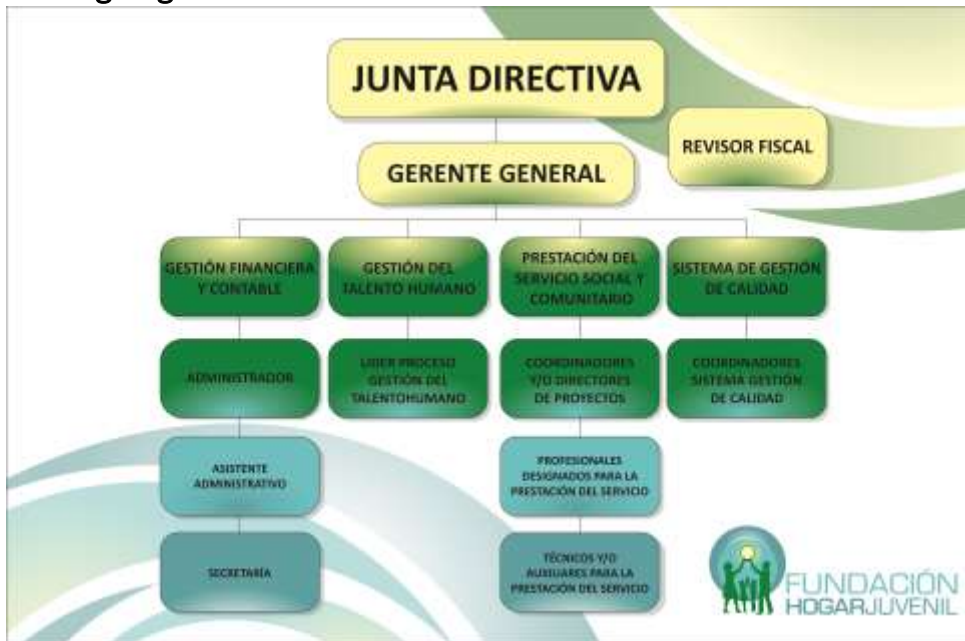 JUNTA DIRECTIVA
REVISOR FISCAL
GERENTE GENERAL
GESTIÓN FINANCIERA
Y CONTABLE
GESTIÓN DEL
TALENTO HUMANO
PRESTACIÓN DEL
SERVICIO SOCIAL Y
COMUNITARIO
SISTEMA DE GESTIÓN
DE CALIDAD
ADMINISTRADOR
LIDER PROCESO
GESTIÓN DEL
TALENTOHUMANO
COORDINADORES
Y/O DIRECTORES
DE PROYECTOS
COORDINADORES
SISTEMA GESTIÓN
DE CALIDAD
ASISTENTE
ADMINISTRATIVO
PROFESIONALES
DESIGNADOS PARA LA
PRESTACIÓN DEL SERVICIO
SECRETARÍA
TÉCNICOS Y/O
AUXILIARES PARA LA
PRESTACIÓN DEL SERVICIO
FUNDACIÓN
HOGARJUVENIL